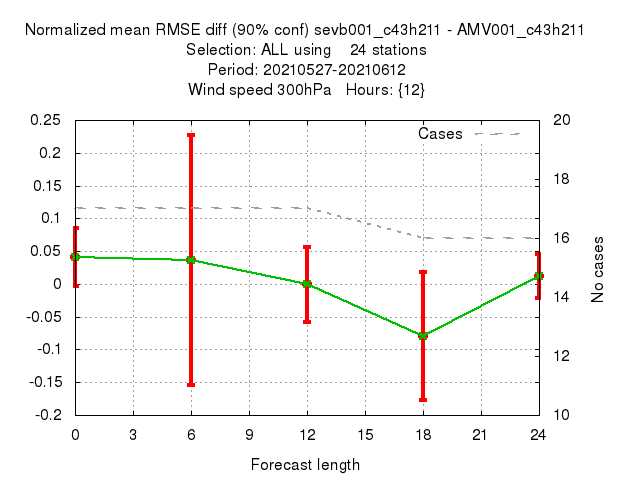 Normalized mean RMSE diff (90% conf) sevb001_c43h211 - AMV001_c43h211
Selection: ALL using    24 stations
Period: 20210527-20210612
Wind speed 300hPa   Hours: {12}
Cases
0.25
0.2
0.15
0.1
0.05
0
-0.05
-0.1
-0.15
-0.2
20
18
16
14
12
10
No cases
0 3 6 9 12 15 18 21 24
Forecast length